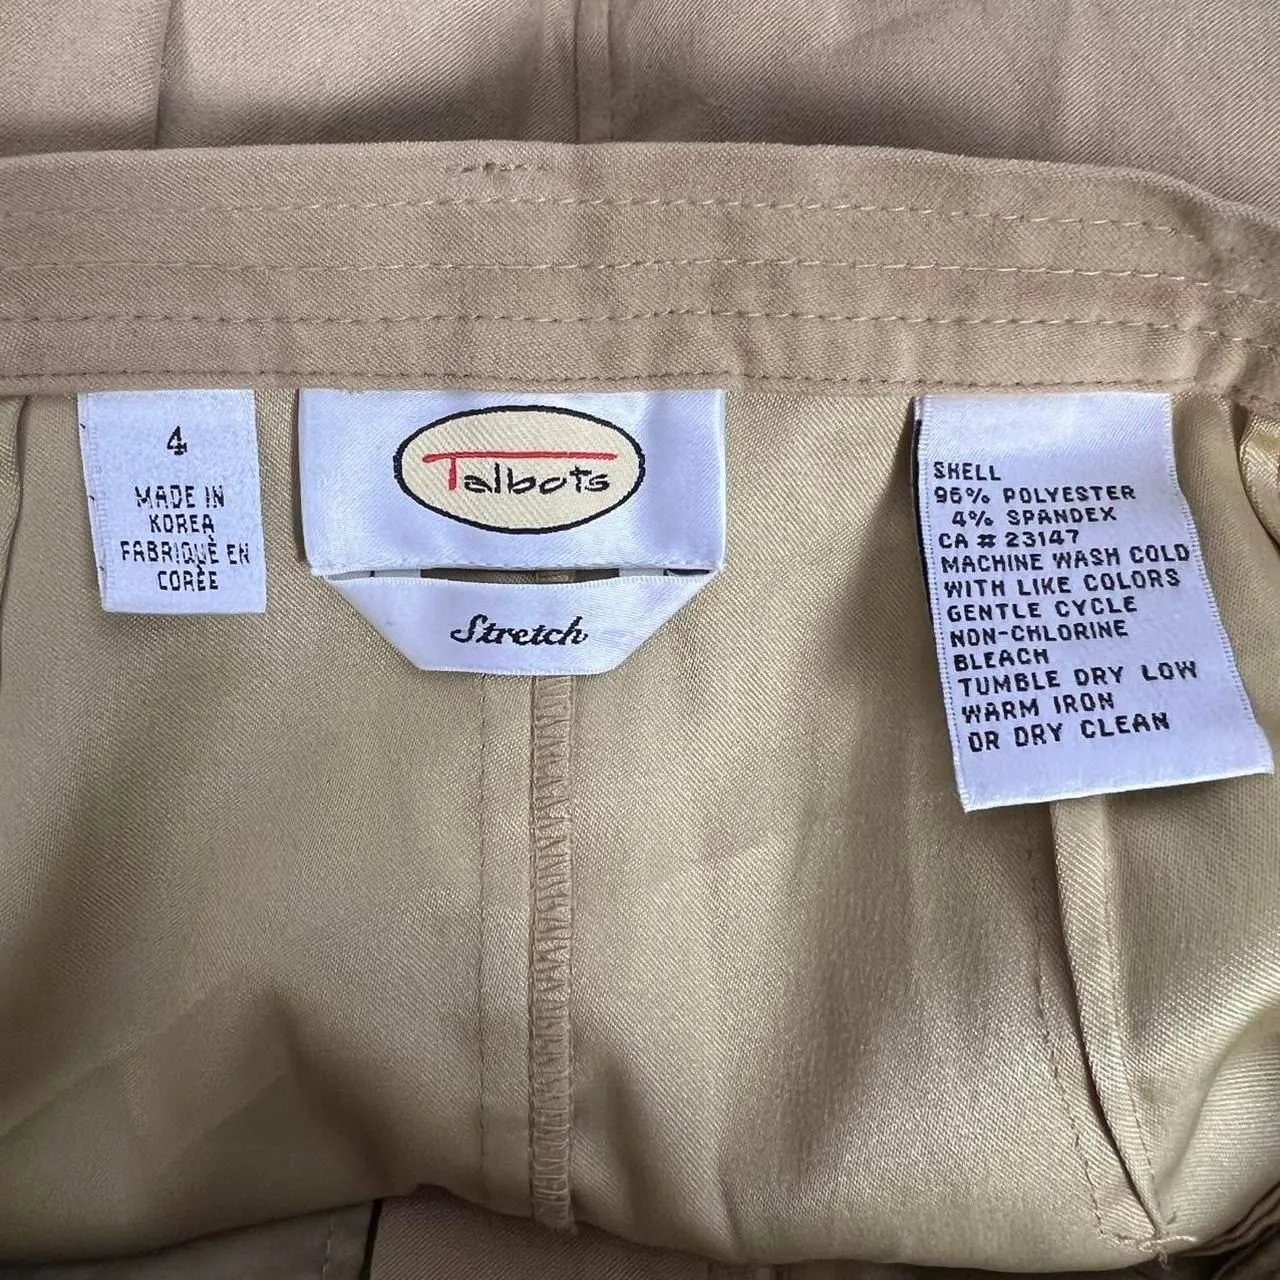 4
MADE IN
KOREA
FABRIQUÈ EN
CORÈE
Talbots
Stretch
SHELL
96% POLYESTER
4% SPANDEX
CA # 23147
MACHINE WASH COLD
WITH LIKE COLORS
GENTLE CYCLE
NON-CHLORINE
BLEACH
TUMBLE DRY LOW
WARM IRON
OR DRY CLEAN